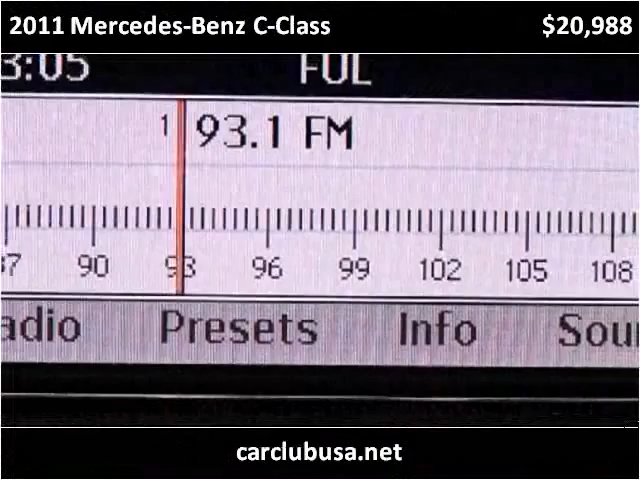 2011 Mercedes-Benz C-Class $20,988
3:05 FUL
1 93.1 FM
87 90 93 96 99 102 105 108
adio Presets Info Sou
carclubusa.net